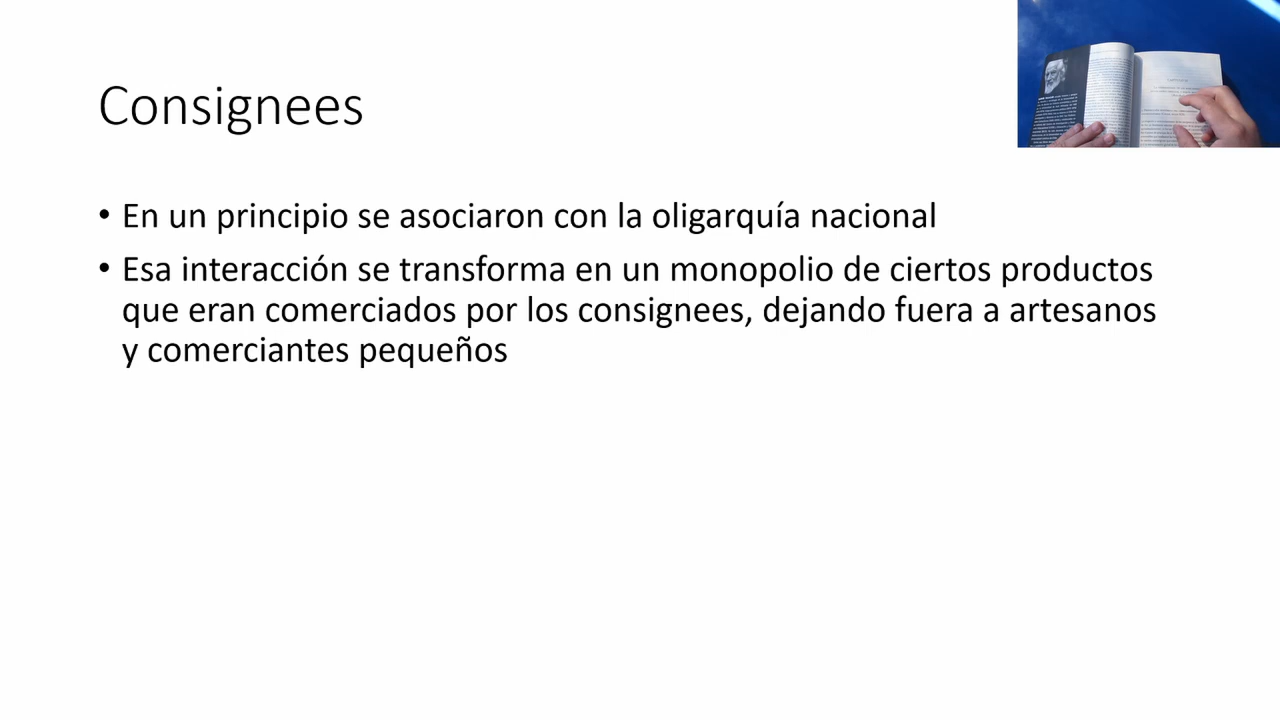 Consignees
• En un principio se asociaron con la oligarquía nacional
• Esa interacción se transforma en un monopolio de ciertos productos
que eran comerciados por los consignees, dejando fuera a artesanos
y comerciantes pequeños